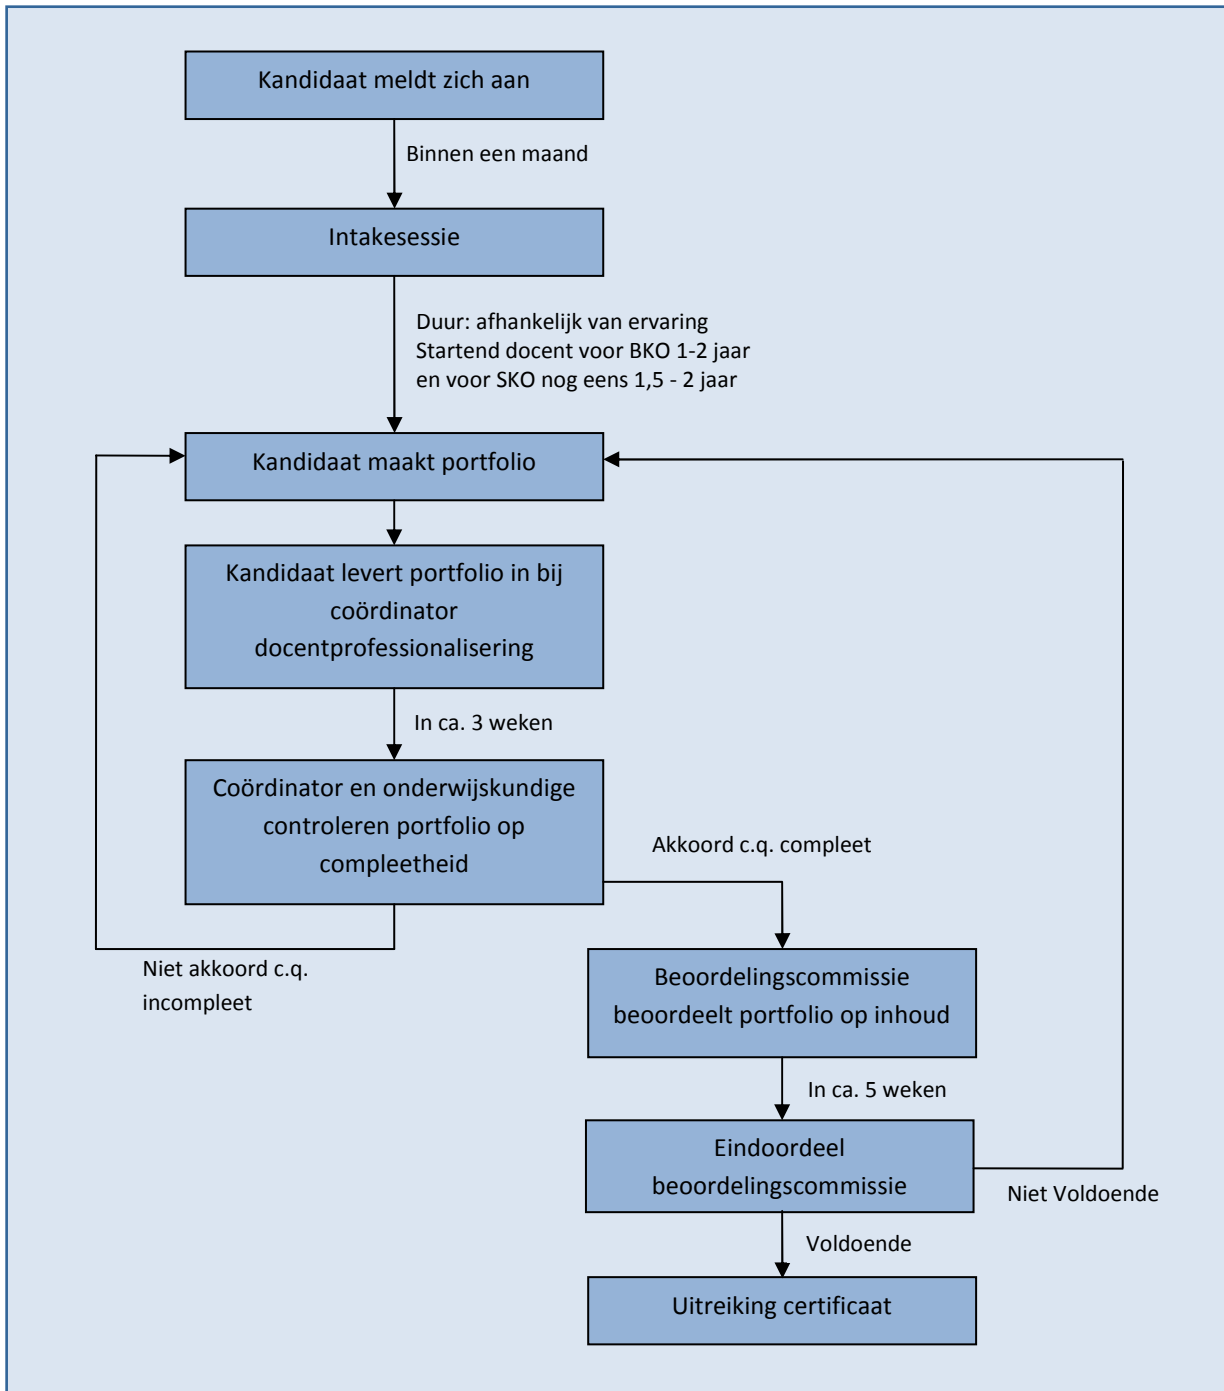 Kandidaat meldt zich aan
Binnen een maand
Intakesessie
Duur: afhankelijk van ervaring
Startend docent voor BKO 1-2 jaar
en voor SKO nog eens 1,5 - 2 jaar
Kandidaat maakt portfolio
Kandidaat levert portfolio in bij
coördinator
docentprofessionalisering
In ca. 3 weken
Coördinator en onderwijskundige
controleren portfolio op
compleetheid
Akkoord c.q. compleet
Niet akkoord c.q.
incompleet
Beoordelingscommissie
beoordeelt portfolio op inhoud
In ca. 5 weken
Eindoordeel
beoordelingscommissie
Niet Voldoende
Voldoende
Uitreiking certificaat